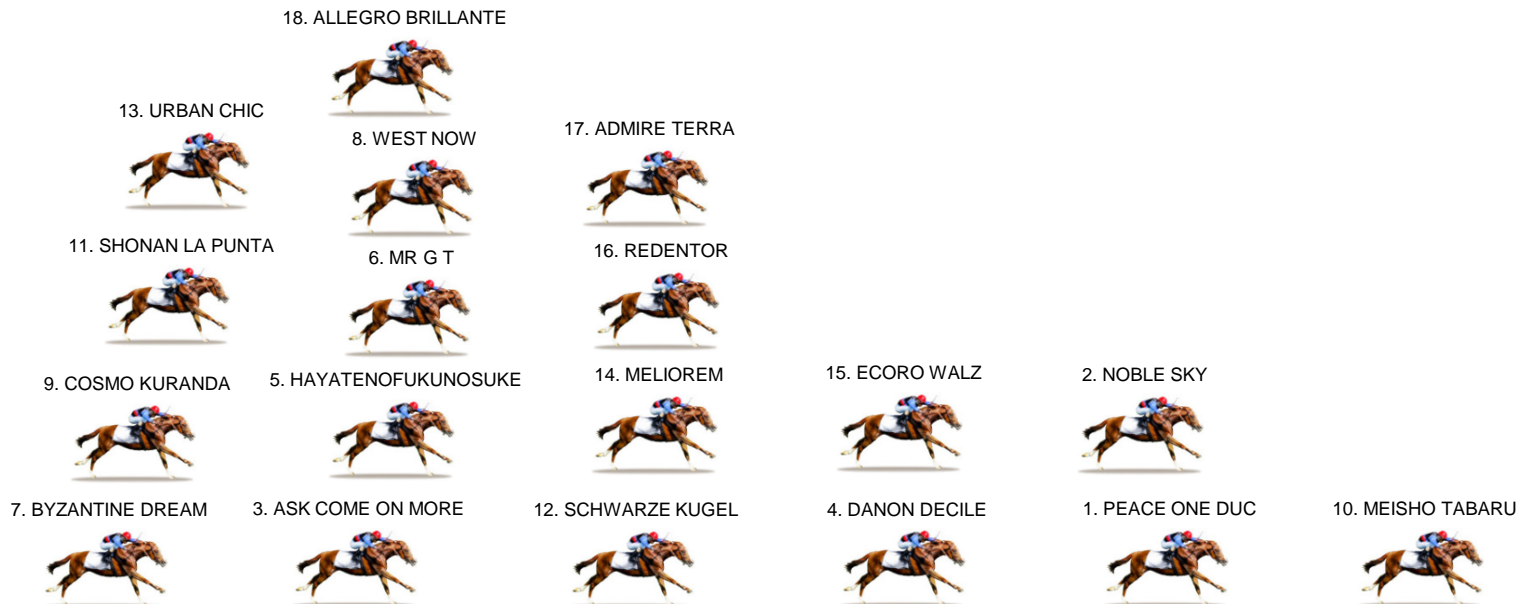 18. ALLEGRO BRILLANTE
13. URBAN CHIC
17. ADMIRE TERRA
8. WEST NOW
11. SHONAN LA PUNTA
6. MR G T
16. REDENTOR
9. COSMO KURANDA
5. HAYATENOFUKUNOSUKE
14. MELIOREM
15. ECORO WALZ
2. NOBLE SKY
7. BYZANTINE DREAM
3. ASK COME ON MORE
12. SCHWARZE KUGEL
4. DANON DECILE
1. PEACE ONE DUC
10. MEISHO TABARU